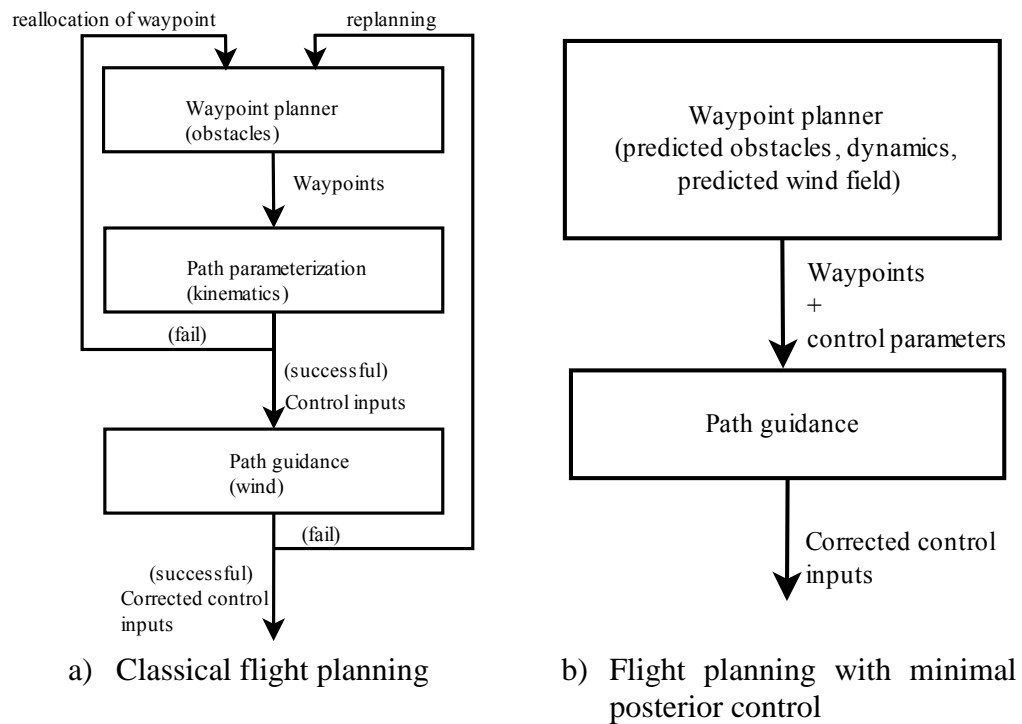 reallocation of waypoint
replanning
Waypoint planner
(obstacles)
Waypoints
Path parameterization
(kinematics)
(fail)
(successful)
Control inputs
Path guidance
(wind)
(fail)
(successful)
Corrected control
inputs
a) Classical flight planning
Waypoint planner
(predicted obstacles, dynamics,
predicted wind field)
Waypoints
+
control parameters
Path guidance
Corrected control
inputs
b) Flight planning with minimal
posterior control